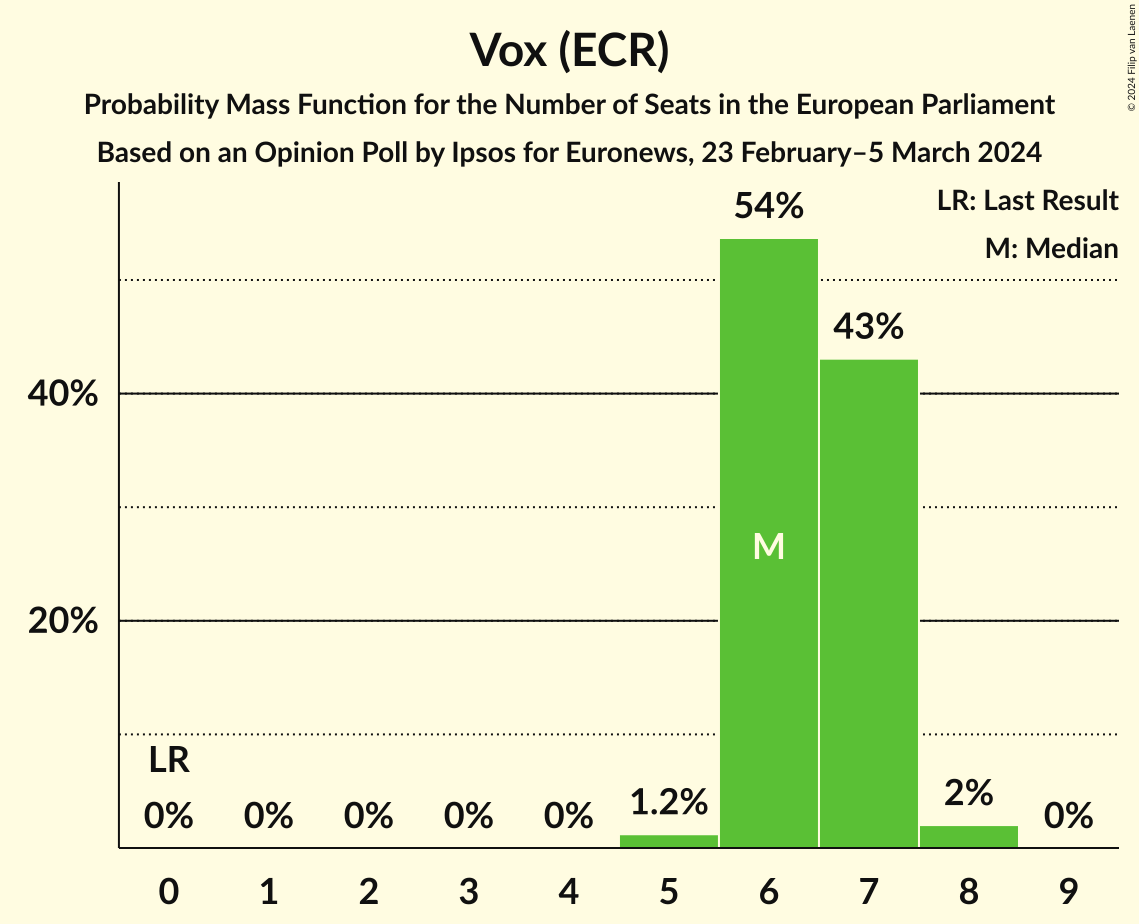 Vox (ECR)
Probability Mass Function for the Number of Seats in the European Parliament
Based on an Opinion Poll by Ipsos for Euronews, 23 February–5 March 2024
© 2024 Filip van Laenen
LR: Last Result
M: Median
54%
43%
40%
M
20%
LR
0% 0% 0% 0% 0% 1.2% 2% 0%
0 1 2 3 4 5 6 7 8 9